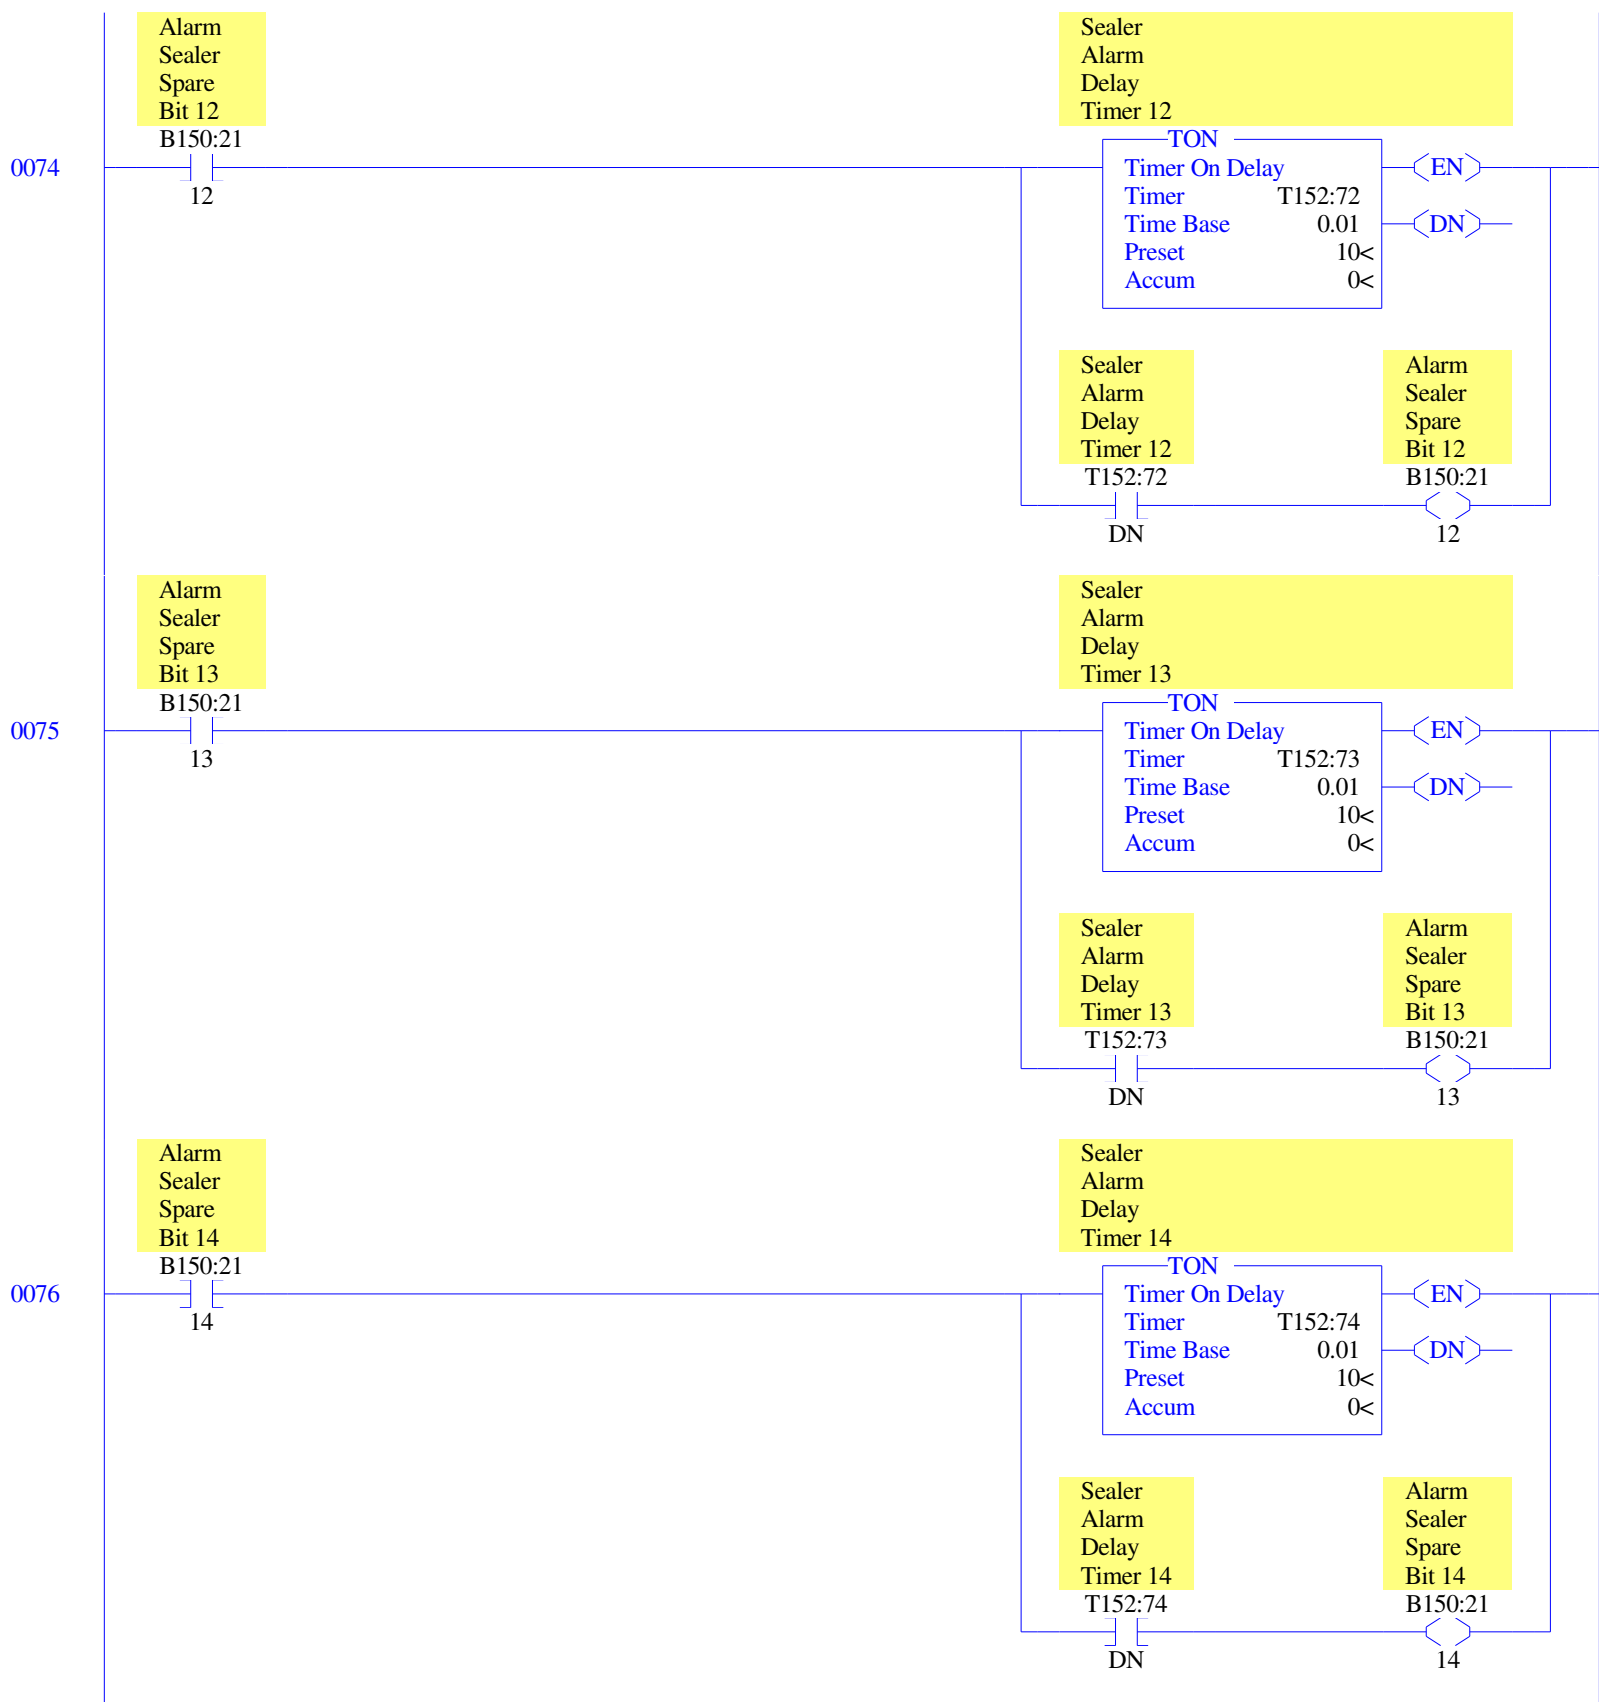 Alarm
Sealer
Spare
Bit 12
B150:21
12
Sealer
Alarm
Delay
Timer 12
TON
0074
Timer On Delay
EN
Timer T152:72
Time Base 0.01
DN
Preset 10<
Accum 0<
Sealer
Alarm
Delay
Timer 12
T152:72
DN
Alarm
Sealer
Spare
Bit 12
B150:21
12
Alarm
Sealer
Spare
Bit 13
B150:21
13
Sealer
Alarm
Delay
Timer 13
TON
0075
Timer On Delay
EN
Timer T152:73
Time Base 0.01
DN
Preset 10<
Accum 0<
Sealer
Alarm
Delay
Timer 13
T152:73
DN
Alarm
Sealer
Spare
Bit 13
B150:21
13
Alarm
Sealer
Spare
Bit 14
B150:21
14
Sealer
Alarm
Delay
Timer 14
TON
0076
Timer On Delay
EN
Timer T152:74
Time Base 0.01
DN
Preset 10<
Accum 0<
Sealer
Alarm
Delay
Timer 14
T152:74
DN
Alarm
Sealer
Spare
Bit 14
B150:21
14